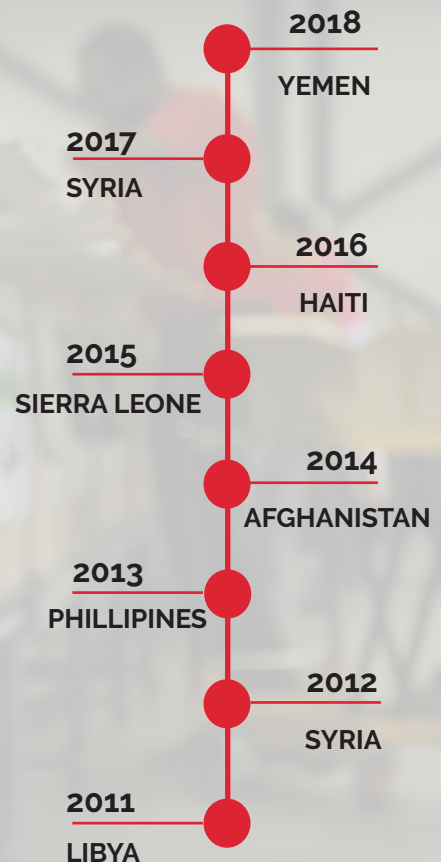 2018
YEMEN
2017
SYRIA
2016
HAITI
2015
SIERRA LEONE
2014
AFGHANISTAN
2013
PHILLIPINES
2012
SYRIA
2011
LIBYA